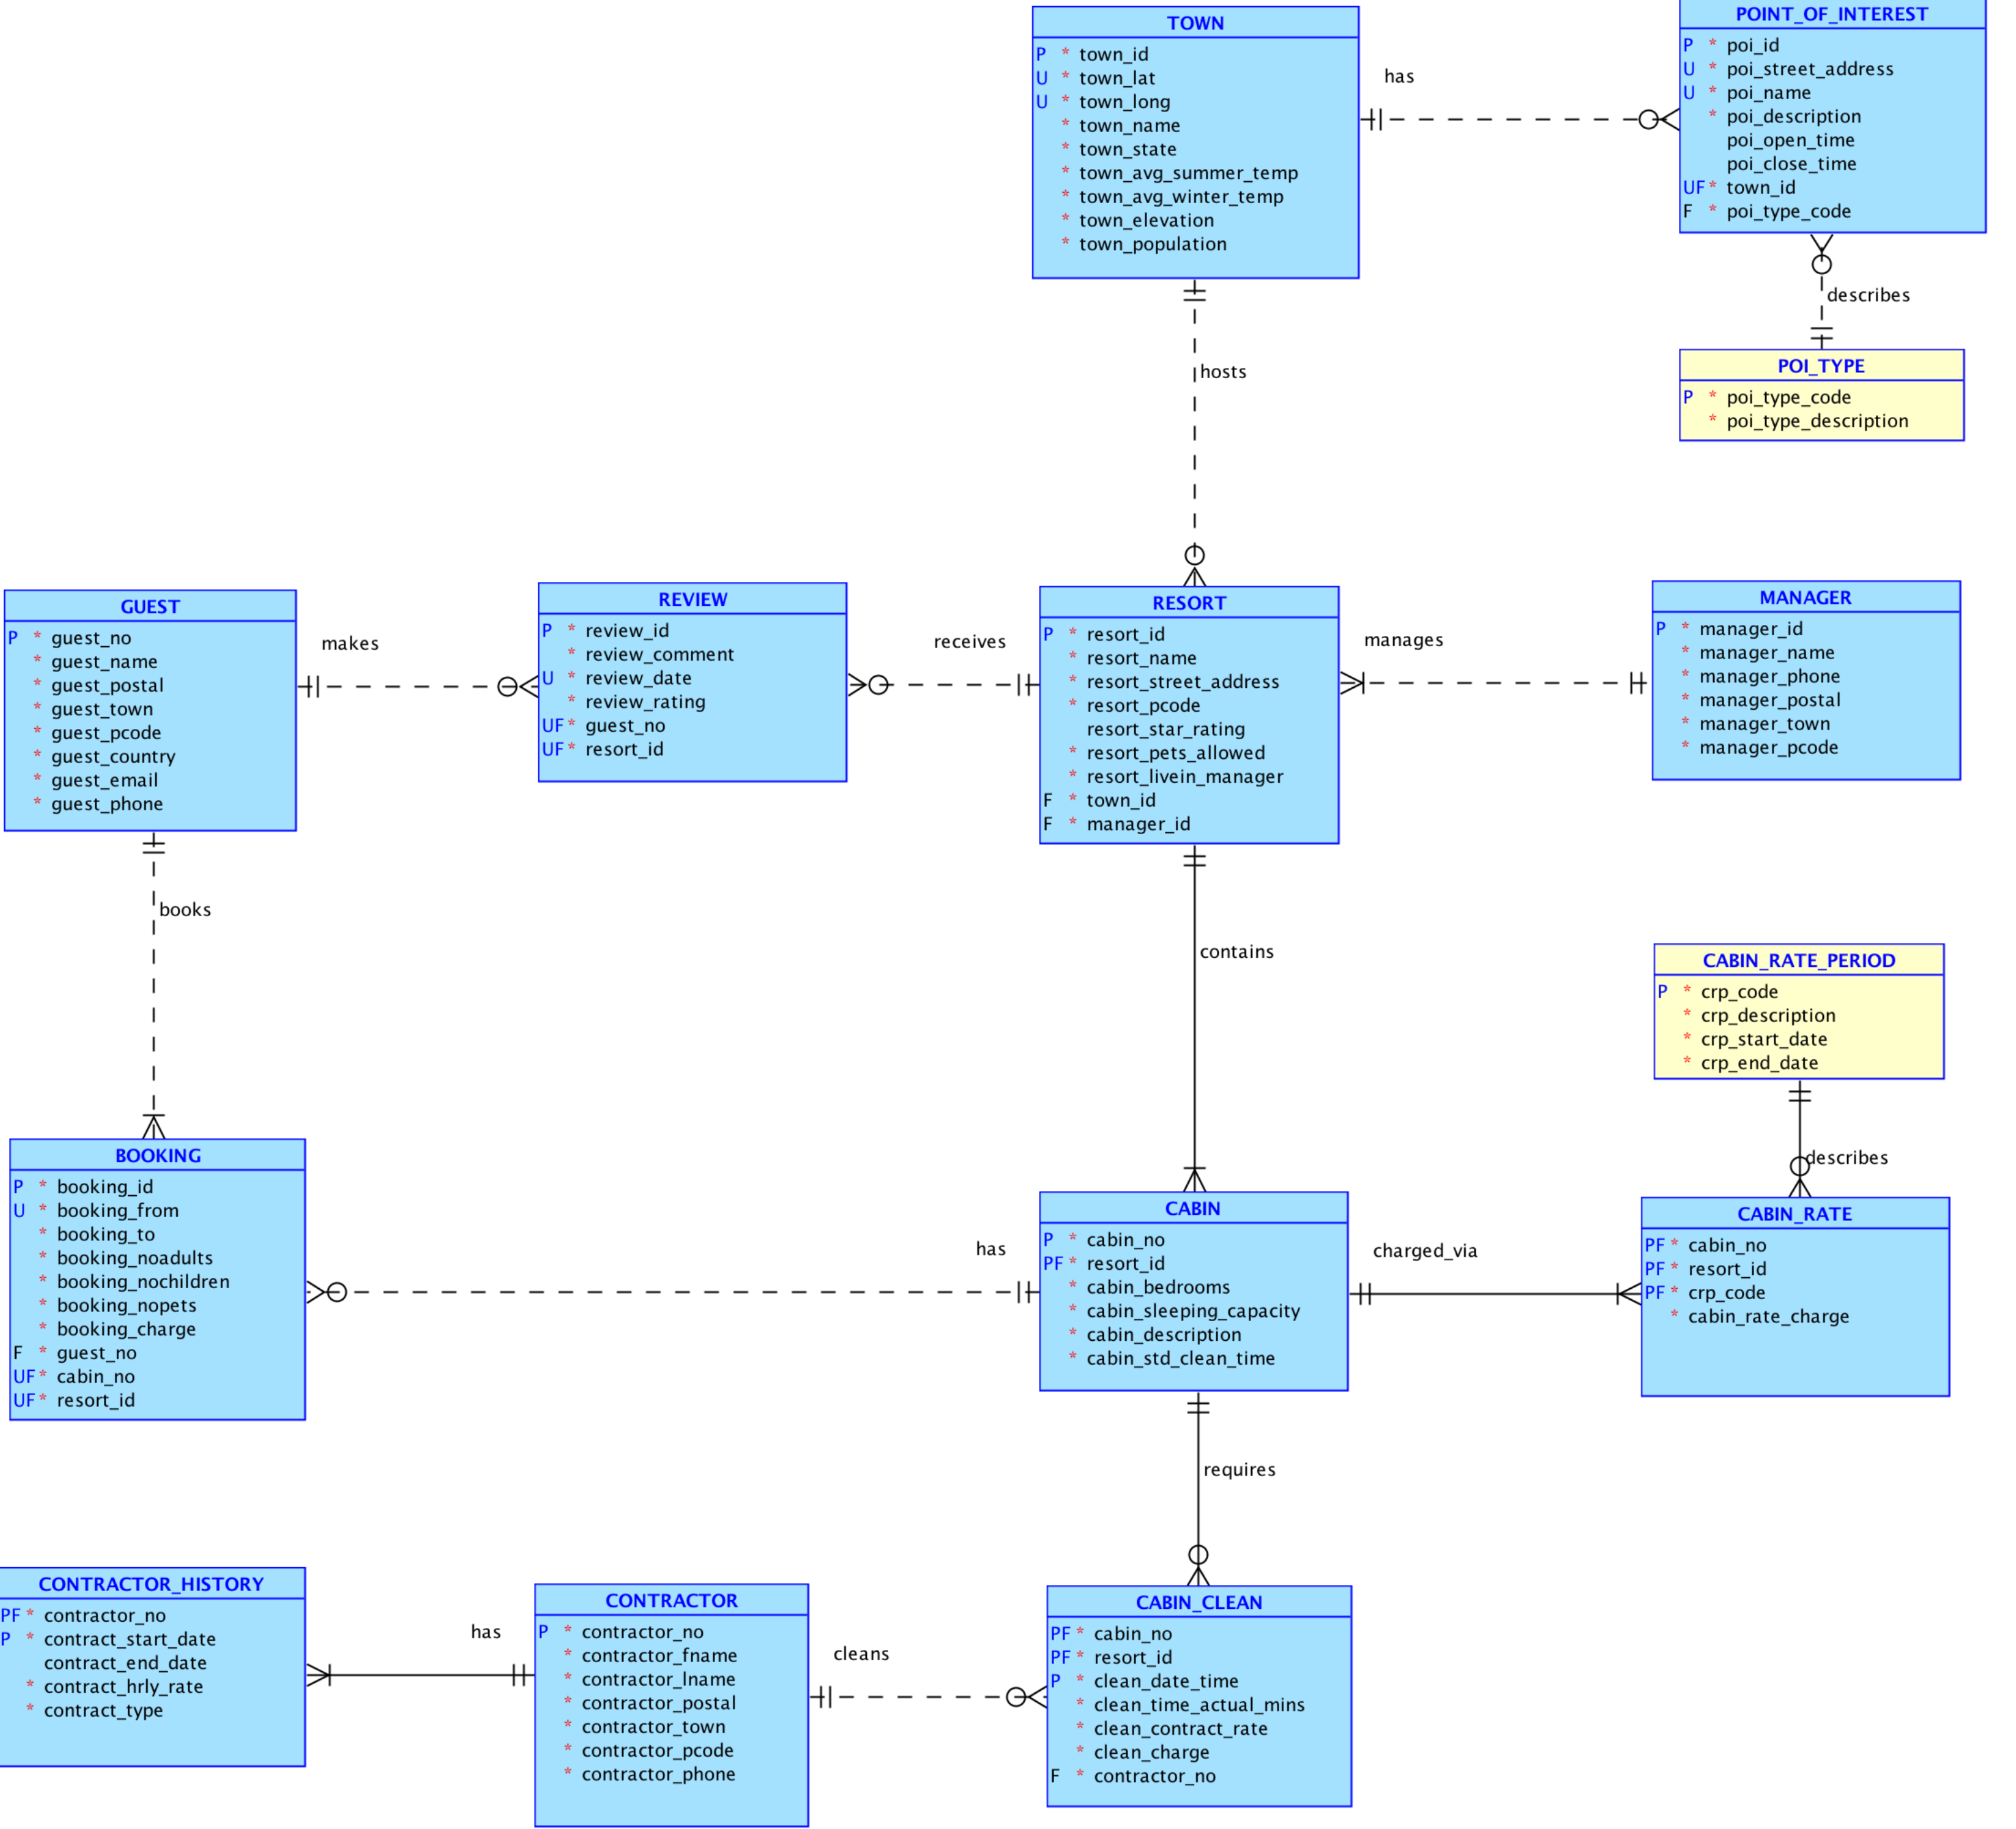 TOWN
P * town_id
U * town_lat
U * town_long
* town_name
* town_state
* town_avg_summer_temp
* town_avg_winter_temp
* town_elevation
* town_population
has
POINT_OF_INTEREST
P * poi_id
U * poi_street_address
U * poi_name
* poi_description
poi_open_time
poi_close_time
UF * town_id
F * poi_type_code
describes
POI_TYPE
P * poi_type_code
* poi_type_description
hosts
GUEST
P * guest_no
* guest_name
* guest_postal
* guest_town
* guest_pcode
* guest_country
* guest_email
* guest_phone
makes
REVIEW
P * review_id
* review_comment
U * review_date
* review_rating
UF * guest_no
UF * resort_id
receives
RESORT
P * resort_id
* resort_name
* resort_street_address
* resort_pcode
resort_star_rating
* resort_pets_allowed
* resort_livein_manager
F * town_id
F * manager_id
manages
MANAGER
P * manager_id
* manager_name
* manager_phone
* manager_postal
* manager_town
* manager_pcode
books
contains
CABIN_RATE_PERIOD
P * crp_code
* crp_description
* crp_start_date
* crp_end_date
describes
BOOKING
P * booking_id
U * booking_from
* booking_to
* booking_noadults
* booking_nochildren
* booking_nopets
* booking_charge
F * guest_no
UF * cabin_no
UF * resort_id
has
CABIN
P * cabin_no
PF * resort_id
* cabin_bedrooms
* cabin_sleeping_capacity
* cabin_description
* cabin_std_clean_time
charged_via
CABIN_RATE
PF * cabin_no
PF * resort_id
PF * crp_code
* cabin_rate_charge
requires
CONTRACTOR_HISTORY
PF * contractor_no
P * contract_start_date
contract_end_date
* contract_hrly_rate
* contract_type
has
CONTRACTOR
P * contractor_no
* contractor_fname
* contractor_lname
* contractor_postal
* contractor_town
* contractor_pcode
* contractor_phone
cleans
CABIN_CLEAN
PF * cabin_no
PF * resort_id
P * clean_date_time
* clean_time_actual_mins
* clean_contract_rate
* clean_charge
F * contractor_no